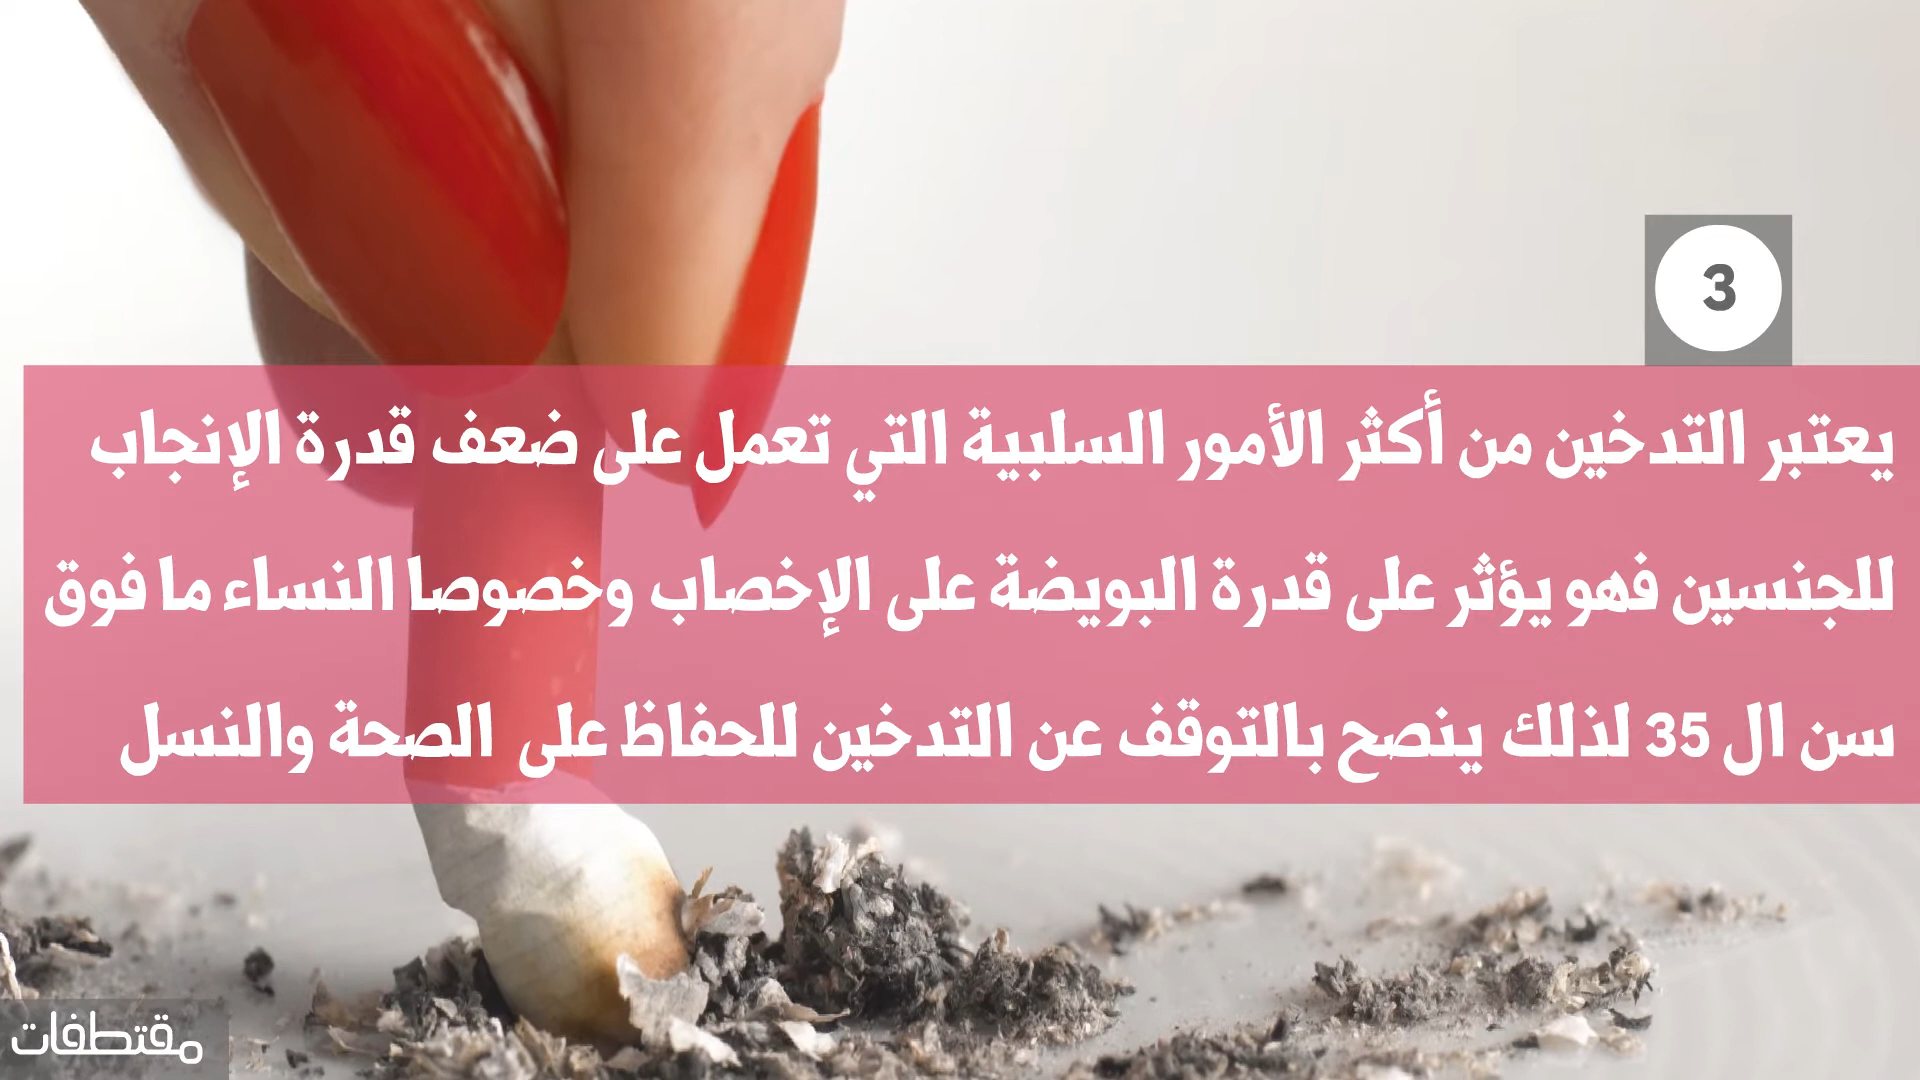 3
يعتبر التدخين من أكثر الأمور السلبية التي تعمل على ضعف قدرة الإنجاب
للجنسين فهو يؤثر على قدرة البويضة على الإخصاب وخصوصا النساء ما فوق
سن ال 35 لذلك ينصح بالتوقف عن التدخين للحفاظ على الصحة والنسل
مقتطفات